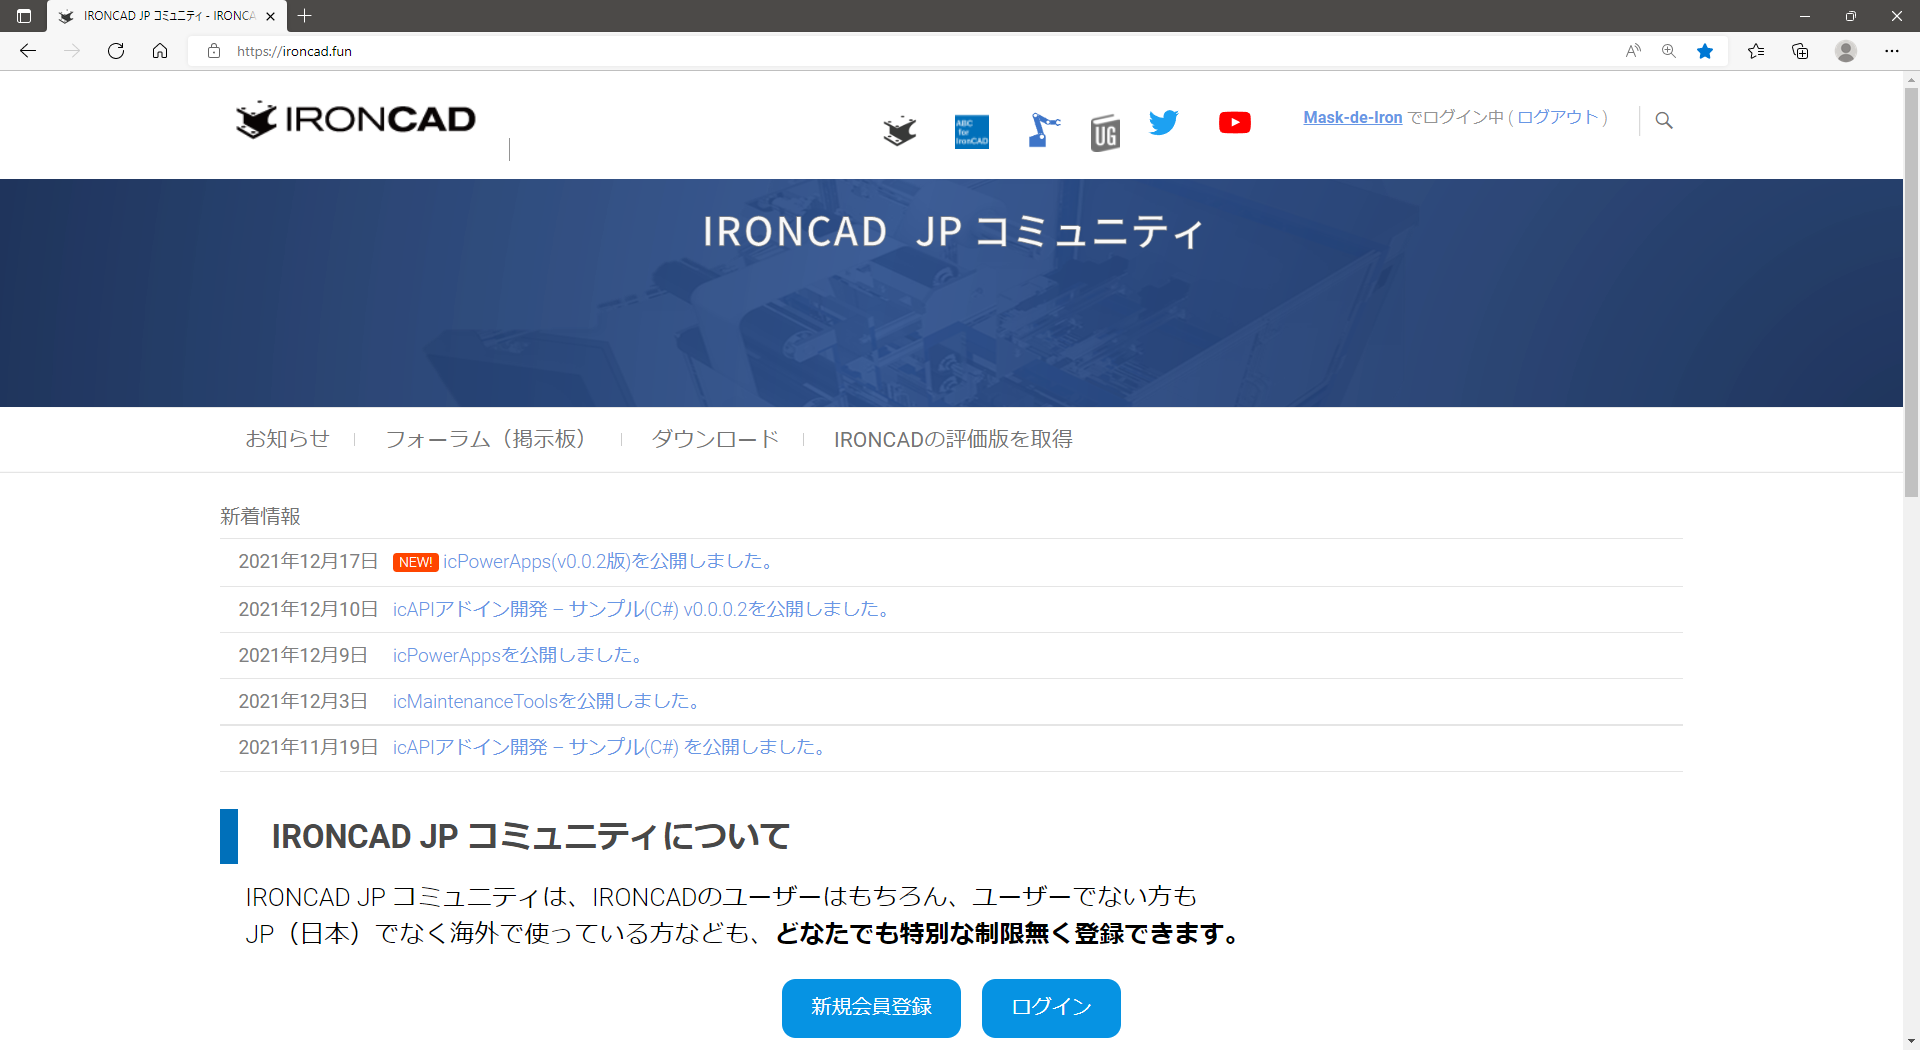 IRONCAD JP コミュニティ - IRONCA
https://ironcad.fun
IRONCAD
ABC for IronCAD
UG
Mask-de-Iron でログイン中 ( ログアウト )
IRONCAD JP コミュニティ
お知らせ
フォーラム（掲示板）
ダウンロード
IRONCADの評価版を取得
新着情報
2021年12月17日 NEW! icPowerApps(v0.0.2版)を公開しました。
2021年12月10日 icAPIアドイン開発 – サンプル(C#) v0.0.0.2を公開しました。
2021年12月9日 icPowerAppsを公開しました。
2021年12月3日 icMaintenanceToolsを公開しました。
2021年11月19日 icAPIアドイン開発 – サンプル(C#) を公開しました。
IRONCAD JP コミュニティについて
IRONCAD JP コミュニティは、IRONCADのユーザーはもちろん、ユーザーでない方も
JP（日本）でなく海外で使っている方なども、どなたでも特別な制限無く登録できます。
新規会員登録
ログイン